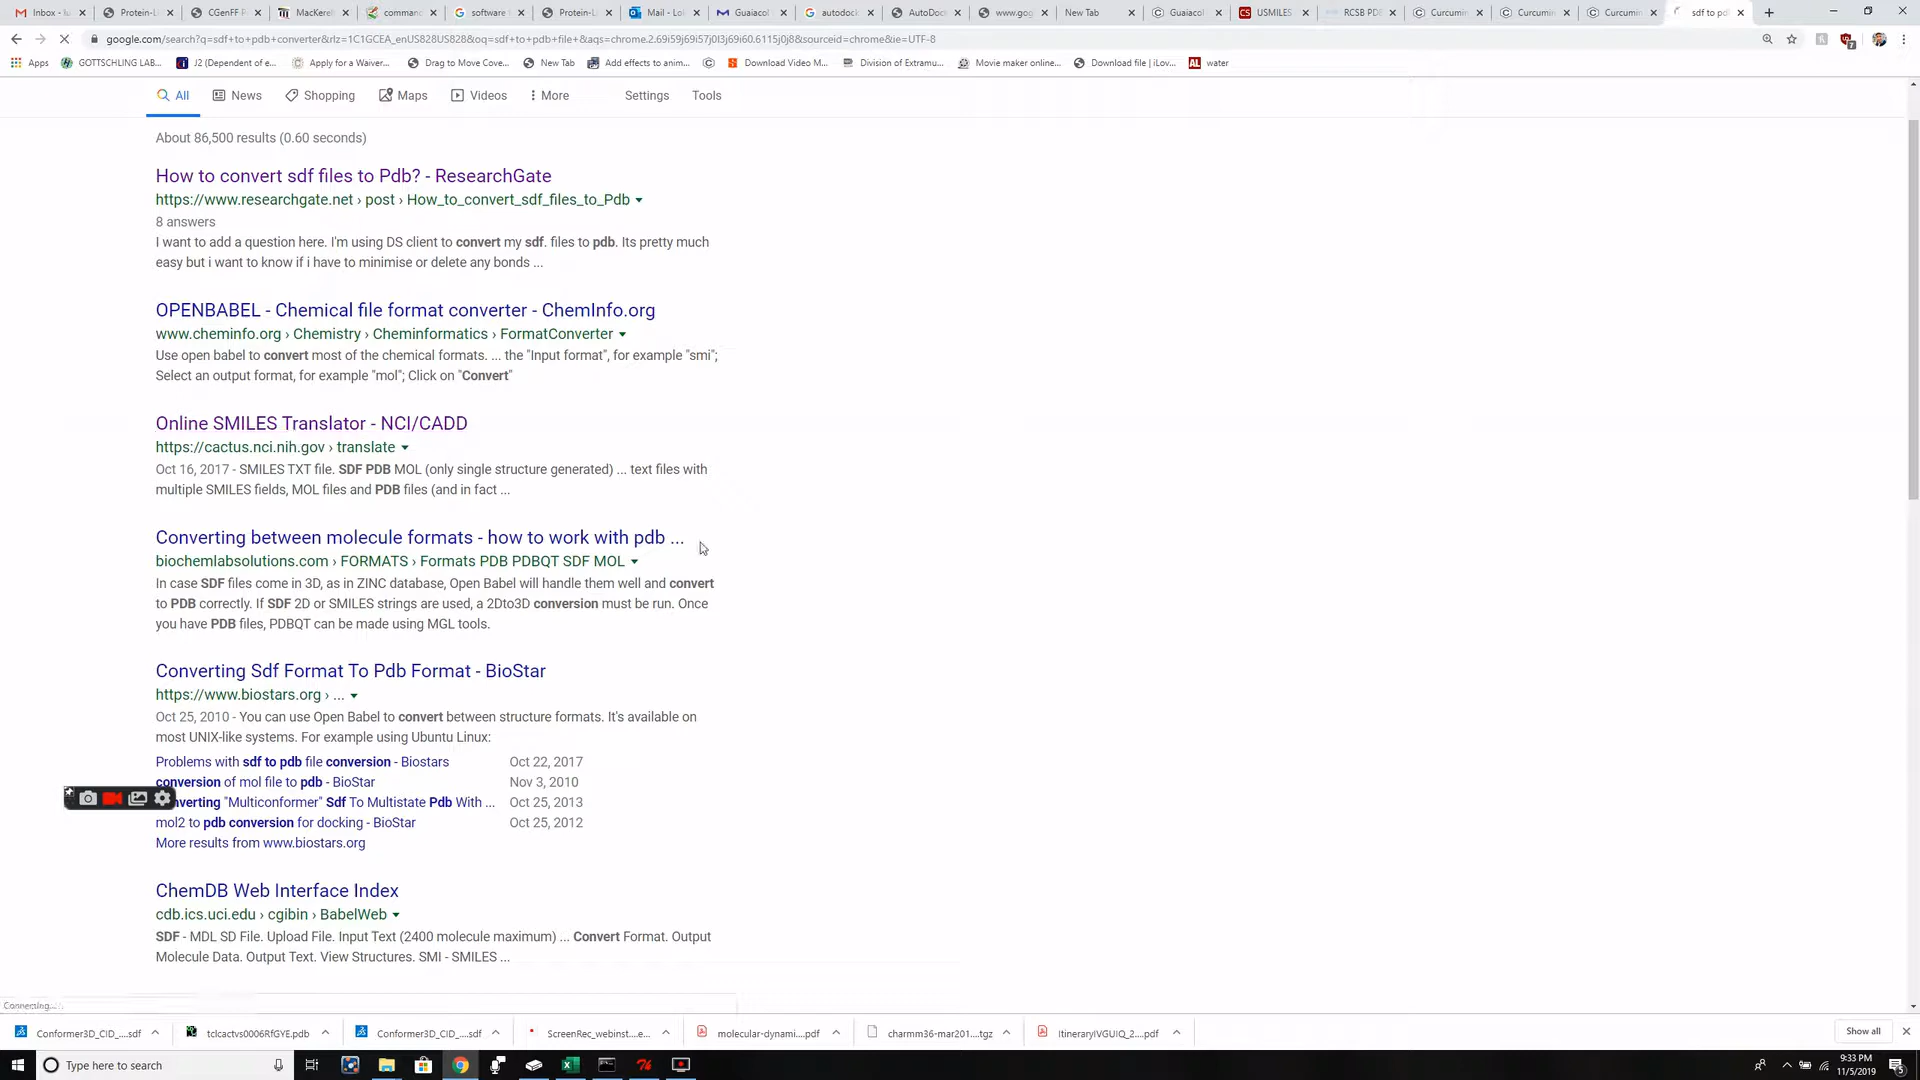 Inbox - lu
Protein-Li
CGenFF P
MacKerell
command
software
Protein-Li
Mail - Lo
Guaiacol
autodock
AutoDoc
www.goo
New Tab
Guaiacol
USMILES
RCSB PDB
Curcumin
Curcumin
Curcumin
sdf to pd
google.com/search?q=sdf+to+pdb+converter&rlz=1C1GCEA_enUS828US828&oq=sdf+to+pdb+file+&aqs=chrome.2.69i59j69i57j0l3j69i60.6115j0j8&sourceid=chrome&ie=UTF-8
Apps
GOTTSCHLING LAB...
J2 (Dependent of e...
Apply for a Waiver...
Drag to Move Cove...
New Tab
Add effects to anim...
Download Video M...
Division of Extramu...
Movie maker online...
Download file | iLov...
AL water
All News Shopping Maps Videos More Settings Tools
About 86,500 results (0.60 seconds)
How to convert sdf files to Pdb? - ResearchGate
https://www.researchgate.net › post › How_to_convert_sdf_files_to_Pdb
8 answers
I want to add a question here. I'm using DS client to convert my sdf. files to pdb. Its pretty much
easy but i want to know if i have to minimise or delete any bonds ...
OPENBABEL - Chemical file format converter - ChemInfo.org
www.cheminfo.org › Chemistry › Cheminformatics › FormatConverter
Use open babel to convert most of the chemical formats. ... the "Input format", for example "smi";
Select an output format, for example "mol"; Click on "Convert"
Online SMILES Translator - NCI/CADD
https://cactus.nci.nih.gov › translate
Oct 16, 2017 - SMILES TXT file. SDF PDB MOL (only single structure generated) ... text files with
multiple SMILES fields, MOL files and PDB files (and in fact ...
Converting between molecule formats - how to work with pdb ...
biochemlabsolutions.com › FORMATS › Formats PDB PDBQT SDF MOL
In case SDF files come in 3D, as in ZINC database, Open Babel will handle them well and convert
to PDB correctly. If SDF 2D or SMILES strings are used, a 2Dto3D conversion must be run. Once
you have PDB files, PDBQT can be made using MGL tools.
Converting Sdf Format To Pdb Format - BioStar
https://www.biostars.org › ...
Oct 25, 2010 - You can use Open Babel to convert between structure formats. It's available on
most UNIX-like systems. For example using Ubuntu Linux:
Problems with sdf to pdb file conversion - Biostars Oct 22, 2017
conversion of mol file to pdb - BioStar Nov 3, 2010
nverting "Multiconformer" Sdf To Multistate Pdb With ... Oct 25, 2013
mol2 to pdb conversion for docking - BioStar Oct 25, 2012
More results from www.biostars.org
ChemDB Web Interface Index
cdb.ics.uci.edu › cgibin › BabelWeb
SDF - MDL SD File. Upload File. Input Text (2400 molecule maximum) ... Convert Format. Output
Molecule Data. Output Text. View Structures. SMI - SMILES ...
Connecting...
Conformer3D_CID_....sdf
tclcactvs0006RfGYE.pdb
Conformer3D_CID_....sdf
ScreenRec_webinst....e...
molecular-dynami....pdf
charmm36-mar201....tgz
ItineraryIVGUIQ_2....pdf
Show all
Type here to search
9:33 PM
11/5/2019
5